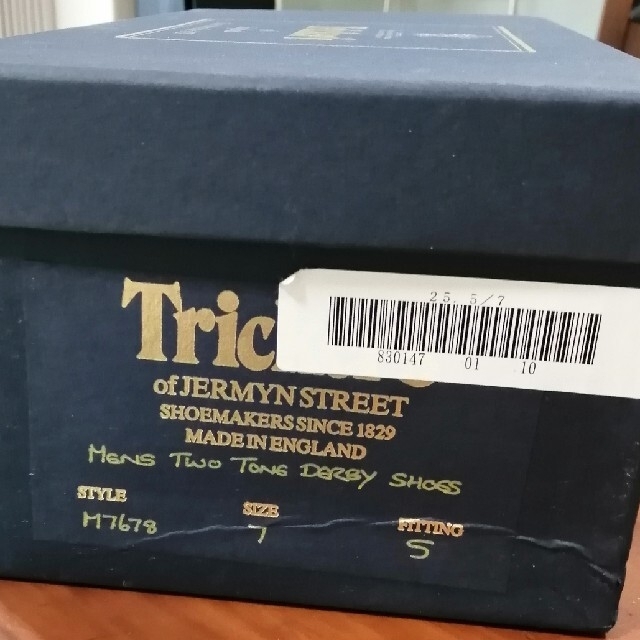 25.5/7
830147 01 10
of JERMYN STREET
SHOEMAKERS SINCE 1829
MADE IN ENGLAND
MENS TWO TONE DERBY SHOES
STYLE SIZE FITTING
M7678 7 5